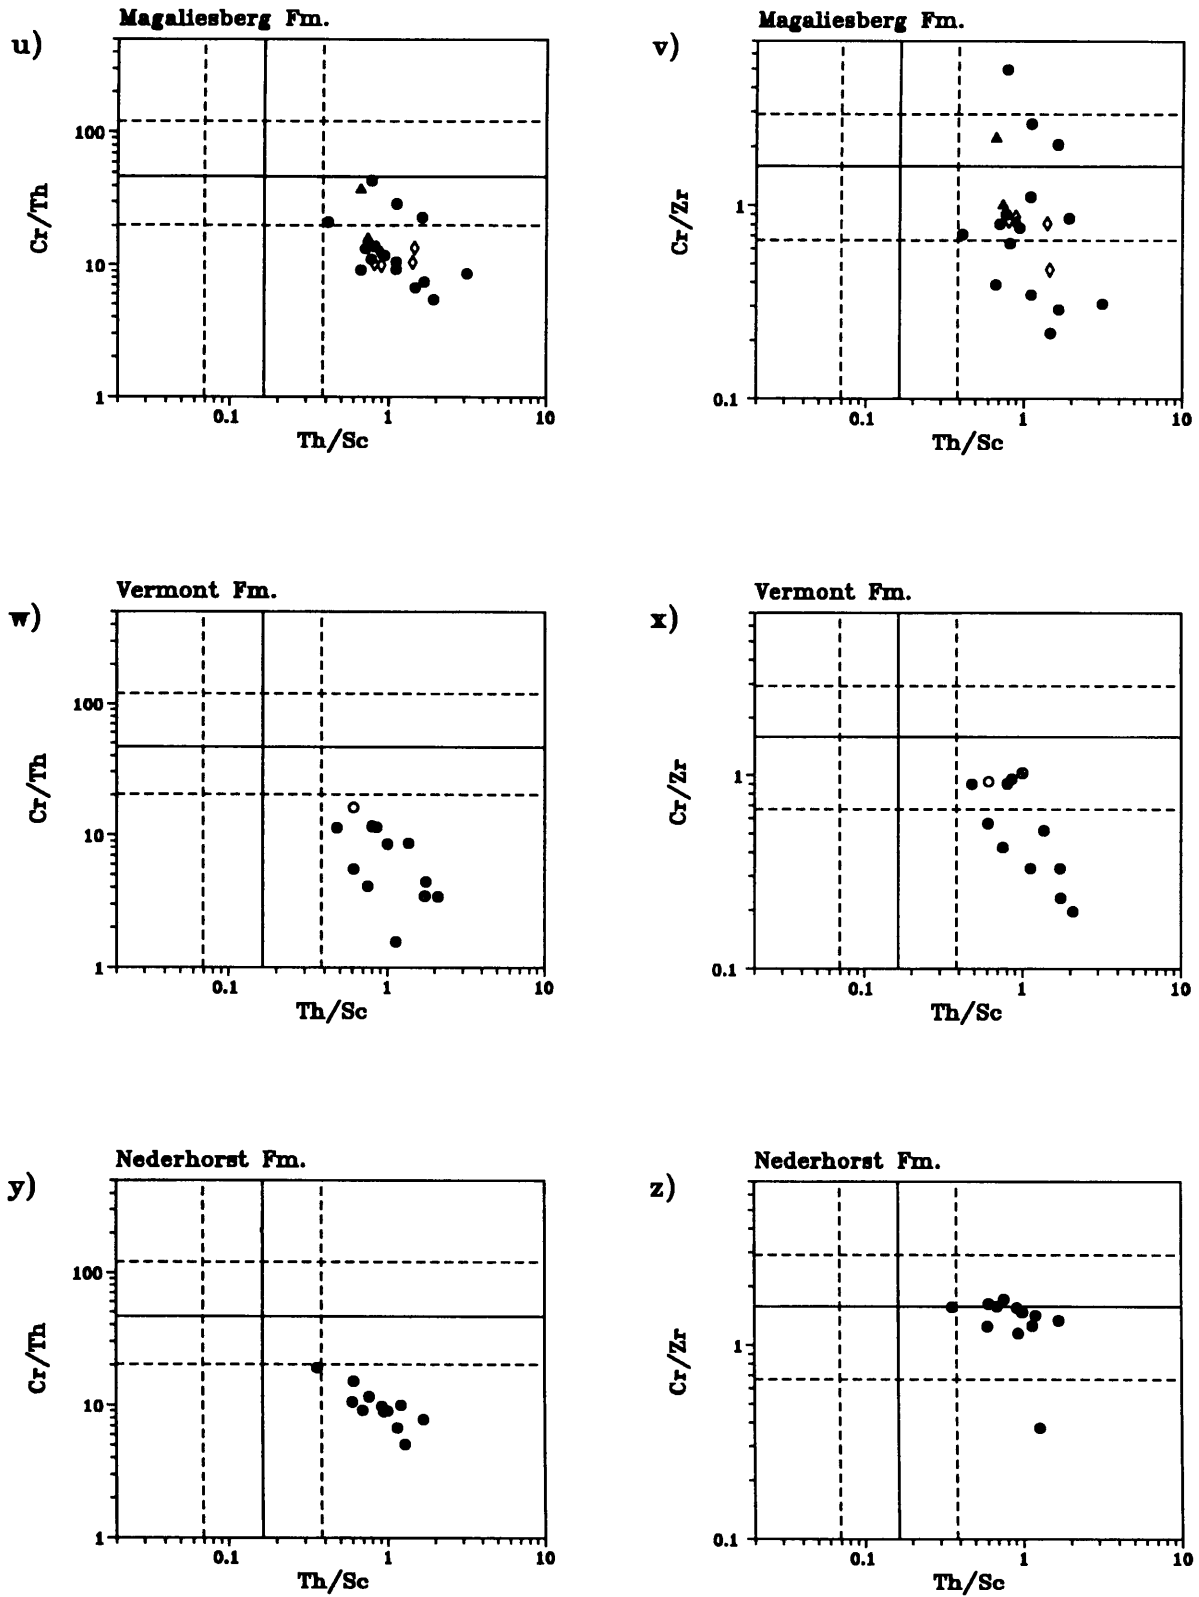 Magaliesberg Fm.
u)
100
10
1
Cr/Th
0.1 1 10
Th/Sc
Magaliesberg Fm.
v)
1
0.1
Cr/Zr
0.1 1 10
Th/Sc
Vermont Fm.
w)
100
10
1
Cr/Th
0.1 1 10
Th/Sc
Vermont Fm.
x)
1
0.1
Cr/Zr
0.1 1 10
Th/Sc
Nederhorst Fm.
y)
100
10
1
Cr/Th
0.1 1 10
Th/Sc
Nederhorst Fm.
z)
1
0.1
Cr/Zr
0.1 1 10
Th/Sc